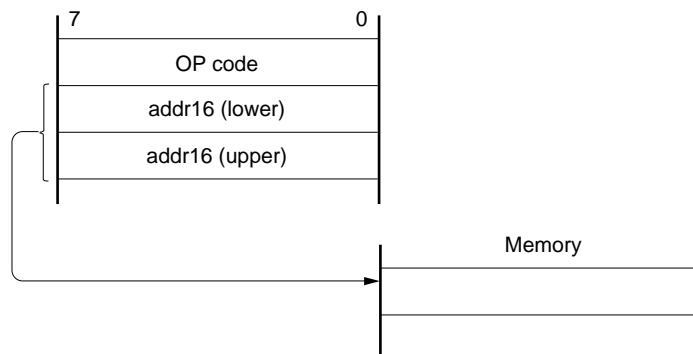 7 0
OP code
addr16 (lower)
addr16 (upper)
Memory